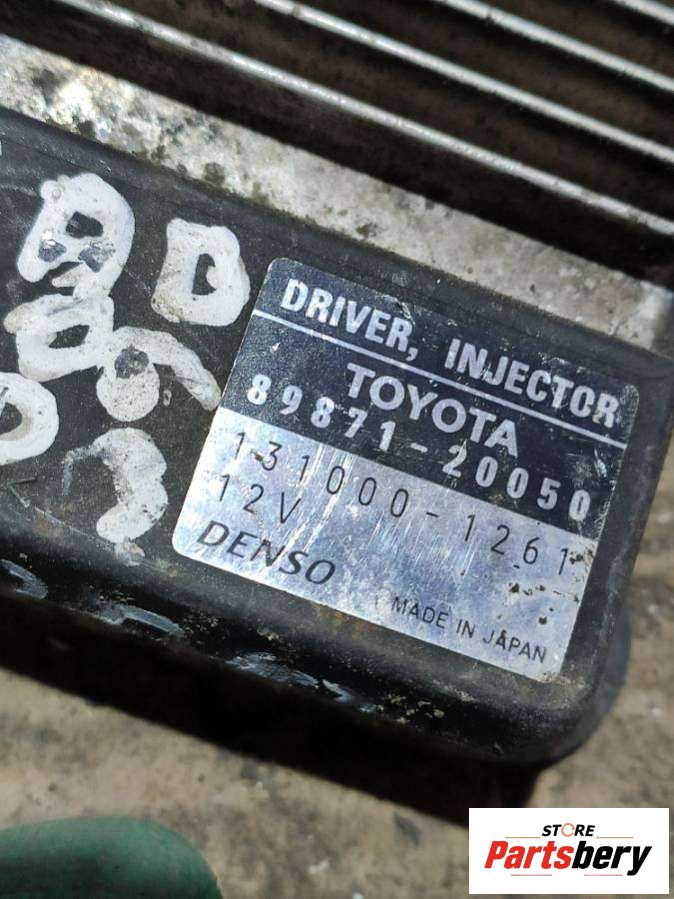 DRIVER, INJECTOR
TOYOTA
89871-20050
131000-1261
12V
DENSO
MADE IN JAPAN
STORE
Partsbery